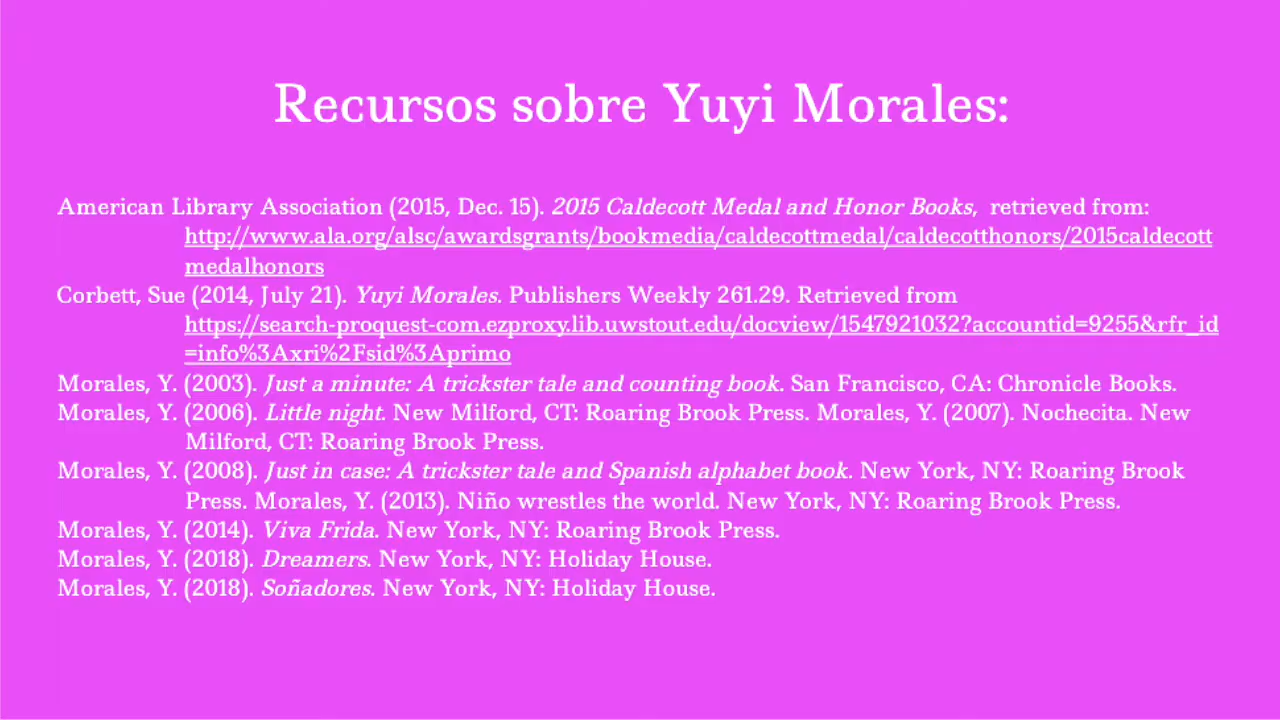 Recursos sobre Yuyi Morales:
American Library Association (2015, Dec. 15). 2015 Caldecott Medal and Honor Books, retrieved from:
http://www.ala.org/alsc/awardsgrants/bookmedia/caldecottmedal/caldecotthonors/2015caldecott
medalhonors
Corbett, Sue (2014, July 21). Yuyi Morales. Publishers Weekly 261.29. Retrieved from
https://search-proquest-com.ezproxy.lib.uwstout.edu/docview/1547921032?accountid=9255&rfr_id
=info%3Axri%2Fsid%3Aprimo
Morales, Y. (2003). Just a minute: A trickster tale and counting book. San Francisco, CA: Chronicle Books.
Morales, Y. (2006). Little night. New Milford, CT: Roaring Brook Press. Morales, Y. (2007). Nochecita. New
Milford, CT: Roaring Brook Press.
Morales, Y. (2008). Just in case: A trickster tale and Spanish alphabet book. New York, NY: Roaring Brook
Press. Morales, Y. (2013). Niño wrestles the world. New York, NY: Roaring Brook Press.
Morales, Y. (2014). Viva Frida. New York, NY: Roaring Brook Press.
Morales, Y. (2018). Dreamers. New York, NY: Holiday House.
Morales, Y. (2018). Soñadores. New York, NY: Holiday House.